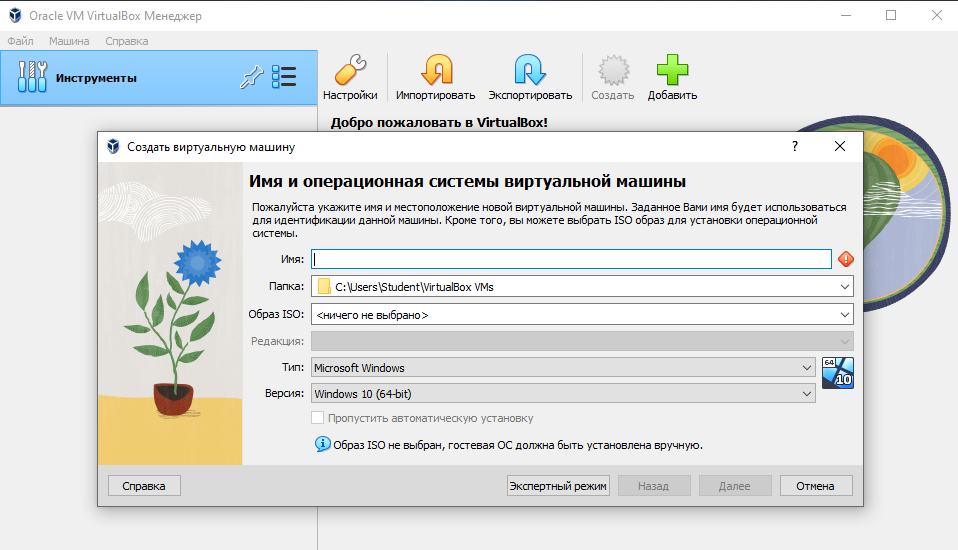 Oracle VM VirtualBox Менеджер
Файл Машина Справка
Инструменты
Настройки Импортировать Экспортировать Создать Добавить
Добро пожаловать в VirtualBox!
Создать виртуальную машину
?
Имя и операционная системы виртуальной машины
Пожалуйста укажите имя и местоположение новой виртуальной машины. Заданное Вами имя будет использоваться
для идентификации данной машины. Кроме того, вы можете выбрать ISO образ для установки операционной
системы.
Имя:
Папка: C:\Users\Student\VirtualBox VMs
Образ ISO: <ничего не выбрано>
Редакция:
Тип: Microsoft Windows
64
10
Версия: Windows 10 (64-bit)
Пропустить автоматическую установку
Образ ISO не выбран, гостевая ОС должна быть установлена вручную.
Справка Экспертный режим Назад Далее Отмена